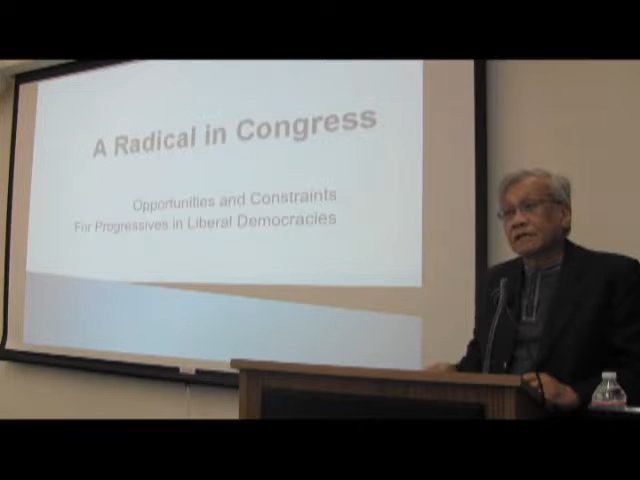 A Radical in Congress
Opportunities and Constraints
For Progressives in Liberal Democracies